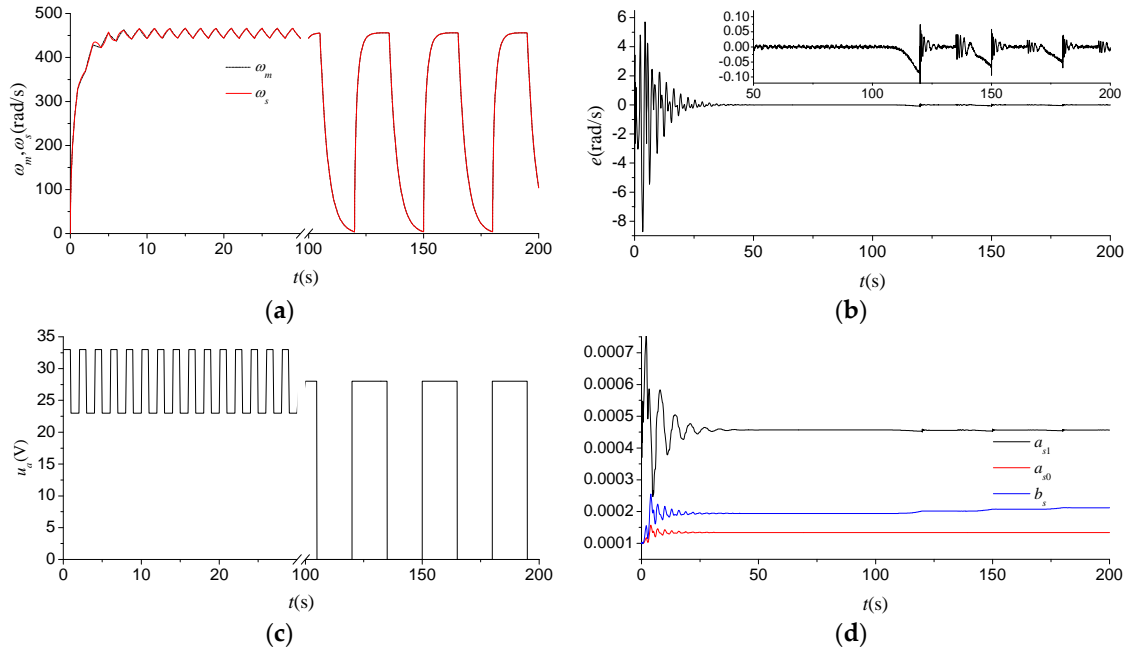 500
400
300
200
100
0
ω_m, ω_s (rad/s)
ω_m
ω_s
0 10 20 100 150 200
t(s)
(a)
6
4
2
0
-2
-4
-6
-8
e(rad/s)
0.10
0.05
0.00
-0.05
-0.10
50 100 150 200
0 50 100 150 200
t(s)
(b)
35
30
25
20
15
10
5
0
u_a(V)
0 10 20 100 150 200
t(s)
(c)
0.0007
0.0006
0.0005
0.0004
0.0003
0.0002
0.0001
a_s1
a_s0
b_s
0 50 100 150 200
t(s)
(d)